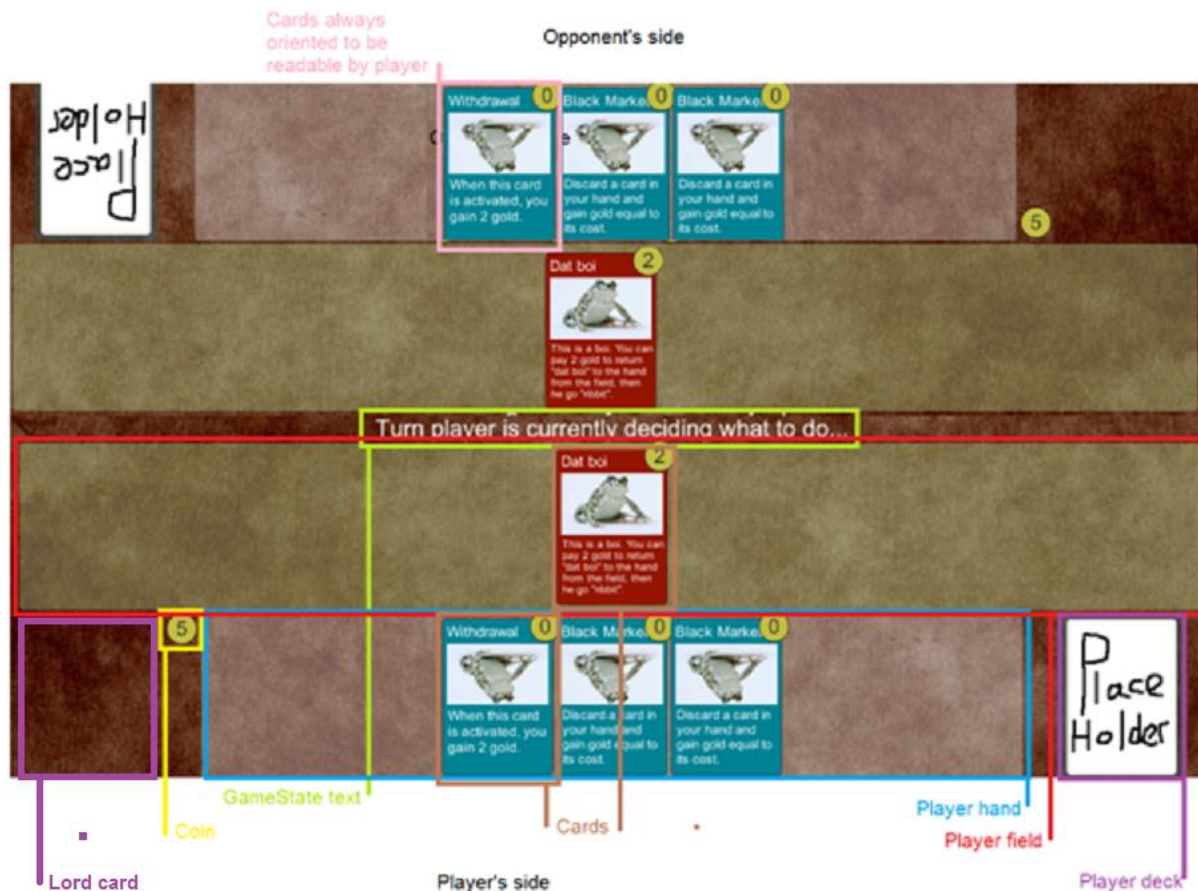 Cards always
oriented to be
readable by player
Opponent's side
Place
Holder
Withdrawal 0
When this card
is activated, you
gain 2 gold.
Black Marke 0
Discard a card in
your hand and
gain gold equal to
its cost.
Black Marke 0
Discard a card in
your hand and
gain gold equal to
its cost.
5
Dat boi 2
This is a boi. You can
pay 2 gold to return
"dat boi" to the hand
from the field, then
he go "ribbit".
Turn player is currently deciding what to do...
Dat boi 2
This is a boi. You can
pay 2 gold to return
"dat boi" to the hand
from the field, then
he go "ribbit".
5
Withdrawal 0
When this card
is activated, you
gain 2 gold.
Black Marke 0
Discard a card in
your hand and
gain gold equal to
its cost.
Black Marke 0
Discard a card in
your hand and
gain gold equal to
its cost.
Place
Holder
GameState text
Coin
Cards
Player hand
Player field
Lord card
Player's side
Player deck